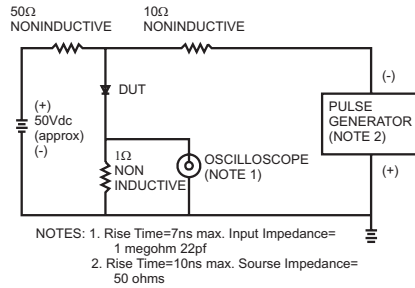 50Ω
NONINDUCTIVE
10Ω
NONINDUCTIVE
(+)
50Vdc
(approx)
(-)
DUT
1Ω
NON
INDUCTIVE
OSCILLOSCOPE
(NOTE 1)
(-)
PULSE
GENERATOR
(NOTE 2)
(+)
NOTES: 1. Rise Time=7ns max. Input Impedance=
1 megohm 22pf
2. Rise Time=10ns max. Sourse Impedance=
50 ohms